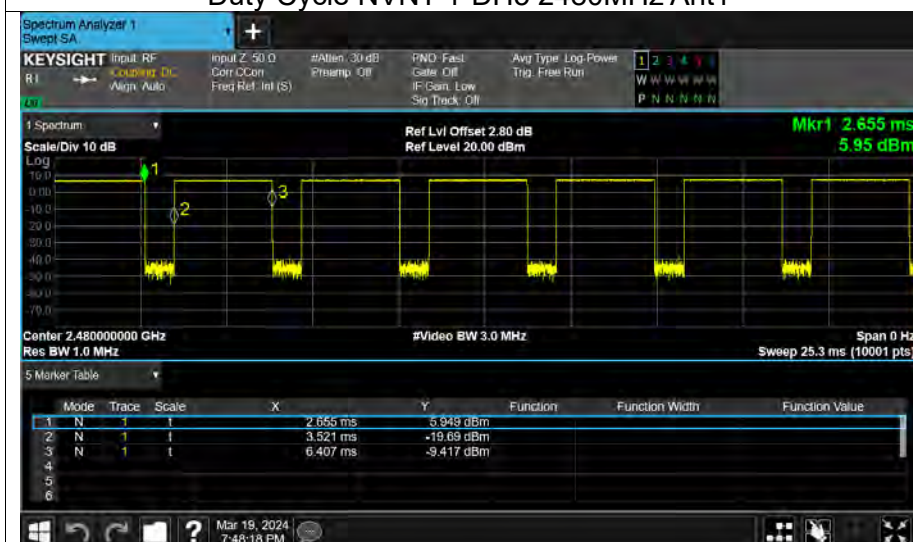 Duty Cycle NVNT 1-DH5 2480MHz Ant1
Spectrum Analyzer 1
Swept SA
+
KEYSIGHT Input: RF Input Z: 50 Ω #Atten: 30 dB PNO: Fast Avg Type: Log-Power 1 2 3 4 5 6
R L Coupling: DC Corr CCorr Preamp: Off Gate: Off Trig: Free Run W W W W W W
Align: Auto Freq Ref: Int (S) IF Gain: Low
Sig Track: Off P N N N N N
1 Spectrum Ref Lvl Offset 2.80 dB Mkr1 2.655 ms
Scale/Div 10 dB Ref Level 20.00 dBm 5.95 dBm
Log
10.0
0.00
-10.0
-20.0
-30.0
-40.0
-50.0
-60.0
-70.0
1
2
3
Center 2.480000000 GHz #Video BW 3.0 MHz Span 0 Hz
Res BW 1.0 MHz Sweep 25.3 ms (10001 pts)
5 Marker Table
Mode Trace Scale X Y Function Function Width Function Value
1 N 1 t 2.655 ms 5.949 dBm
2 N 1 t 3.521 ms -19.69 dBm
3 N 1 t 6.407 ms -9.417 dBm
4
5
6
? Mar 19, 2024
7:48:18 PM